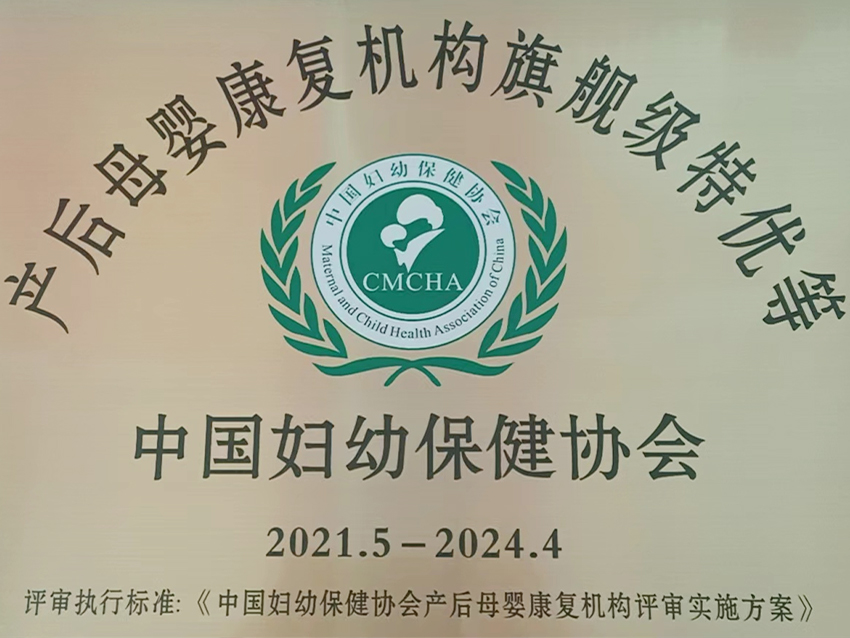 产后母婴康复机构旗舰级特优等
中国妇幼保健协会
CMCHA
Maternal and Child Health Association of China
中国妇幼保健协会
2021.5-2024.4
评审执行标准:《中国妇幼保健协会产后母婴康复机构评审实施方案》